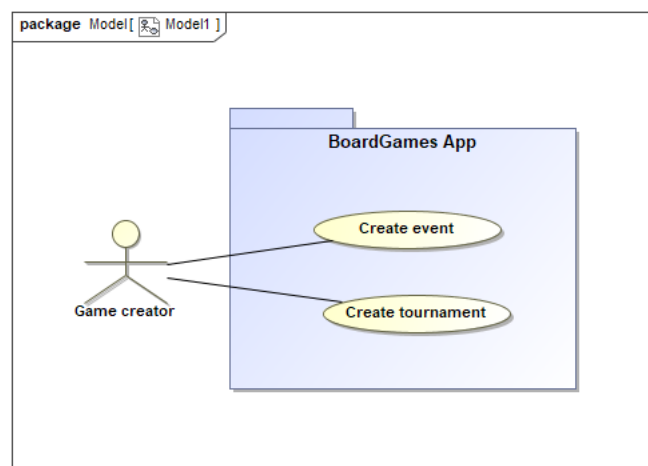 package Model[ Model1 ]
BoardGames App
Create event
Create tournament
Game creator